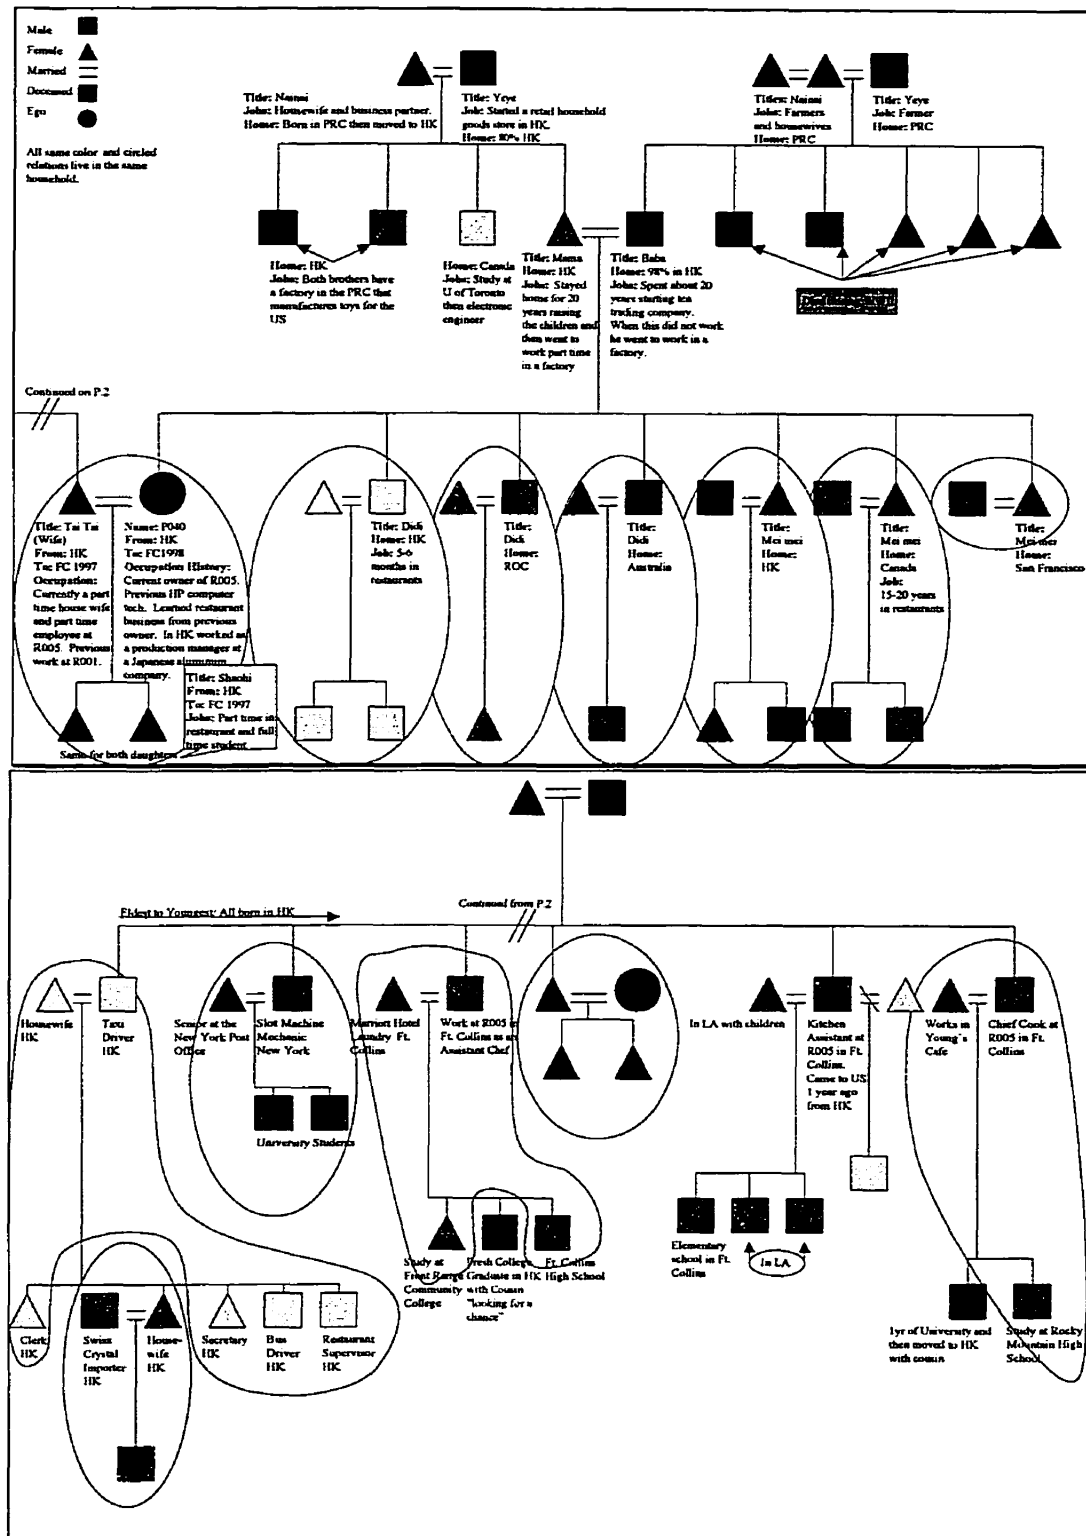 Male
Female
Married
Deceased
Ego
All same color and circled
relations live in the same
household.
Title: Nainai
Jobs: Housewife and business partner.
Home: Born in PRC then moved to HK
Title: Yeye
Job: Started a retail household
goods store in HK.
Home: 80% HK
Titles: Nainai
Jobs: Farmers
and housewives
Home: PRC
Title: Yeye
Job: Farmer
Home: PRC
Home: HK
Jobs: Both brothers have
a factory in the PRC that
manufactures toys for the
US
Home: Canada
Jobs: Study at
U of Toronto
then electronic
engineer
Title: Mama
Home: HK
Jobs: Stayed
home for 20
years raising
the children and
then went to
work part time
in a factory
Title: Baba
Home: 98% in HK
Jobs: Spent about 20
years starting tea
trading company.
When this did not work
he went to work in a
factory.
Continued on P.2
Title: Tai Tai
(Wife)
From: HK
To: FC 1997
Occupation:
Currently a part
time house wife
and part time
employee at
R005. Previous
work at R001.
Name: P040
From: HK
To: FC1998
Occupation History:
Current owner of R005.
Previous HP computer
tech. Learned restaurant
business from previous
owner. In HK worked as
a production manager at
a Japanese aluminum
company.
Title: Didi
Home: HK
Job: 5-6
months in
restaurants
Title:
Didi
Home:
ROC
Title:
Didi
Home:
Australia
Title:
Mei mei
Home:
HK
Title:
Mei mei
Home:
Canada
Job:
15-20 years
in restaurants
Title:
Mei mei
Home:
San Francisco
Title: Shaohi
From: HK
To: FC 1997
Jobs: Part time in
restaurant and full
time student
Same for both daughters
Eldest to Youngest: All born in HK
Continued from P.2
Housewife
HK
Taxi
Driver
HK
Sensor at the
New York Post
Office
Slot Machine
Mechanic
New York
University Students
Marriott Hotel
Laundry Ft.
Collins
Work at R005 in
Ft. Collins as an
Assistant Chef
In LA with children
Kitchen
Assistant at
R005 in Ft.
Collins.
Came to US
1 year ago
from HK
Works in
Young's
Cafe
Chief Cook at
R005 in Ft.
Collins
Study at
Front Range
Community
College
Fresh College
Graduate in HK
with Cousin
"looking for a
chance"
Ft. Collins
High School
Elementary
school in Ft.
Collins
In LA
1yr of University and
then moved to HK
with cousin
Study at Rocky
Mountain High
School
Clerk
HK
Swiss
Crystal
Importer
HK
House-
wife
HK
Secretary
HK
Bus
Driver
HK
Restaurant
Supervisor
HK